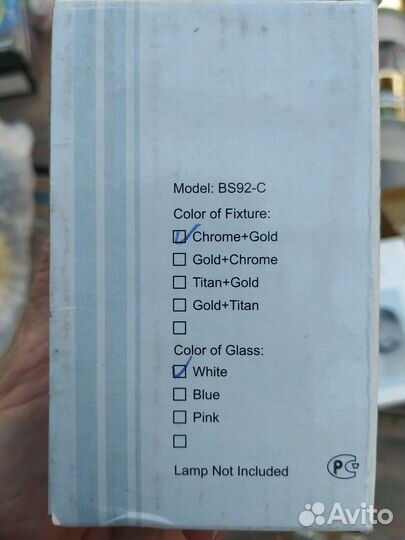 Model: BS92-C
Color of Fixture:
Chrome+Gold
Gold+Chrome
Titan+Gold
Gold+Titan
Color of Glass:
White
Blue
Pink
Lamp Not Included
Avito